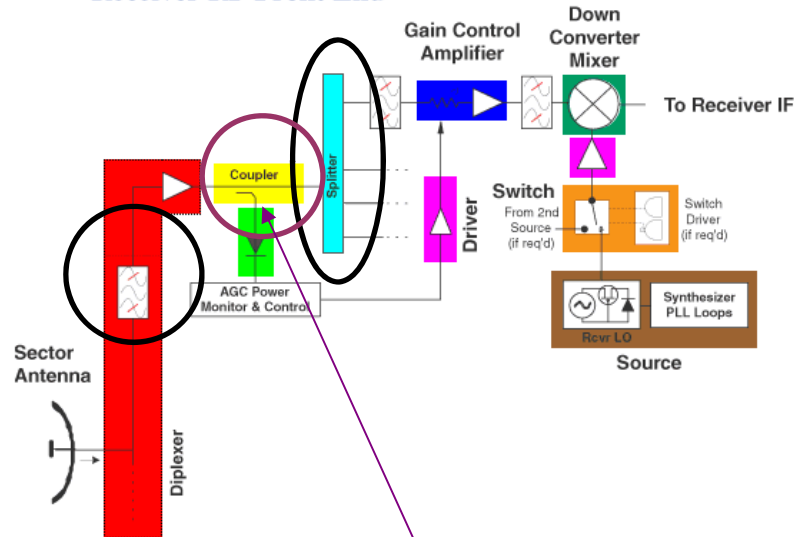 Gain Control
Amplifier
Down
Converter
Mixer
To Receiver IF
Coupler
Splitter
Driver
Switch
From 2nd
Source
(if req'd)
Switch
Driver
(if req'd)
AGC Power
Monitor & Control
Synthesizer
PLL Loops
Rcvr LO
Source
Sector
Antenna
Diplexer